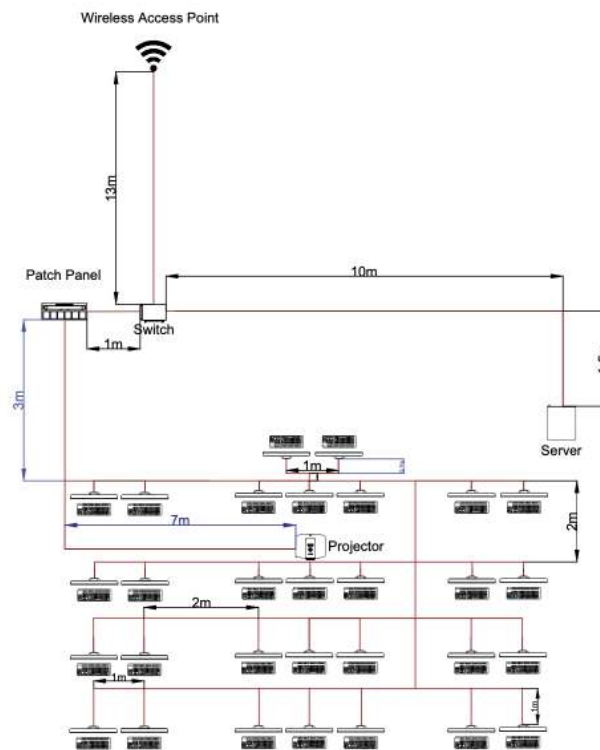 Wireless Access Point
13m
10m
Patch Panel
Switch
1m
3m
Server
1m
2m
7m
Projector
2m
1m
1m